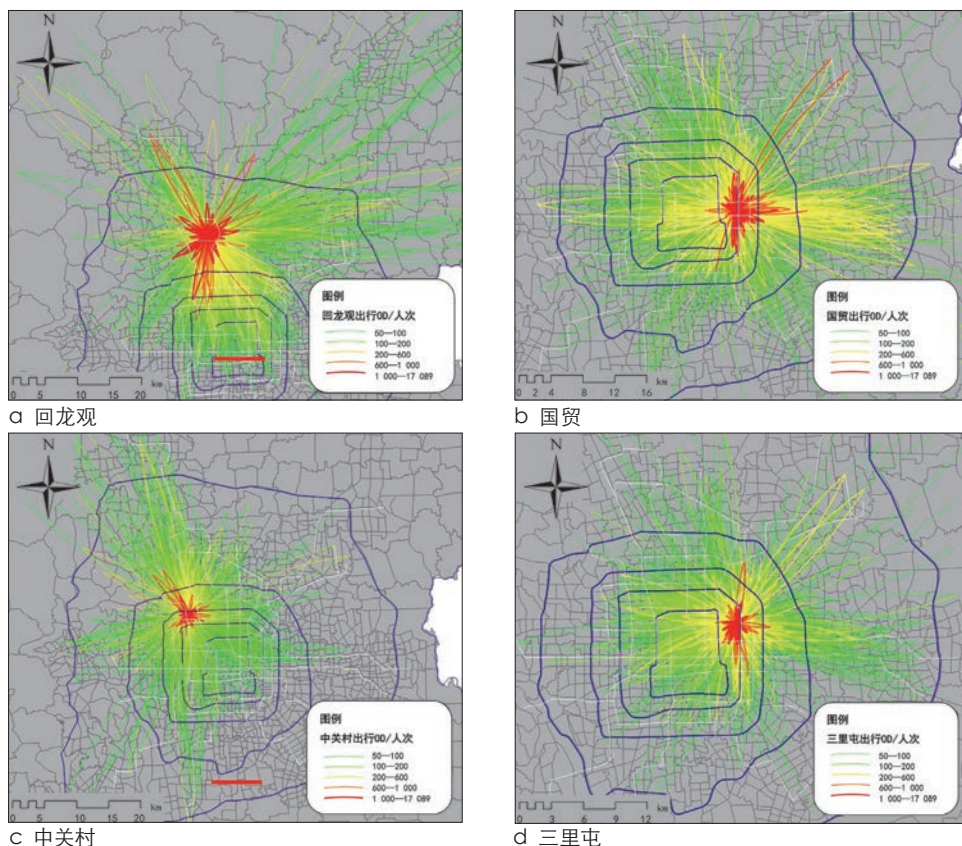 N
图例
回龙观出行OD/人次
50—100
100—200
200—600
600—1 000
1 000—17 089
km
0 5 10 15 20
a 回龙观
N
图例
国贸出行OD/人次
50—100
100—200
200—600
600—1 000
1 000—17 089
km
0 2 4 8 12 16
b 国贸
N
图例
中关村出行OD/人次
50—100
100—200
200—600
600—1 000
1 000—17 089
km
0 5 10 15 20
c 中关村
N
图例
三里屯出行OD/人次
50—100
100—200
200—600
600—1 000
1 000—17 089
km
0 3 6 9 12
d 三里屯